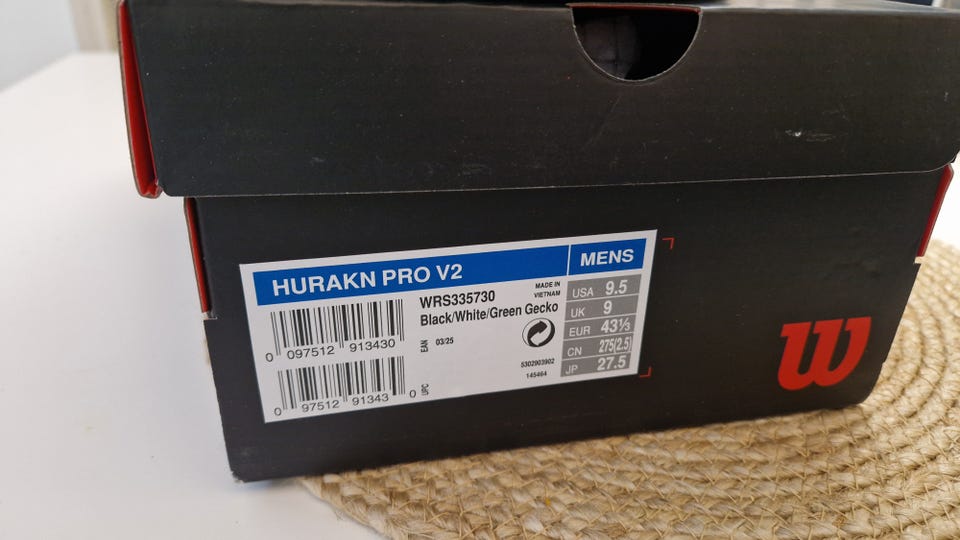 HURAKN PRO V2
MENS
WRS335730
MADE IN
VIETNAM
Black/White/Green Gecko
0 097512 913430
EAN
03/25
0 97512 91343 0
UPC
5302903902
145464
USA 9.5
UK 9
EUR 43⅓
CN 275(2.5)
JP 27.5
W